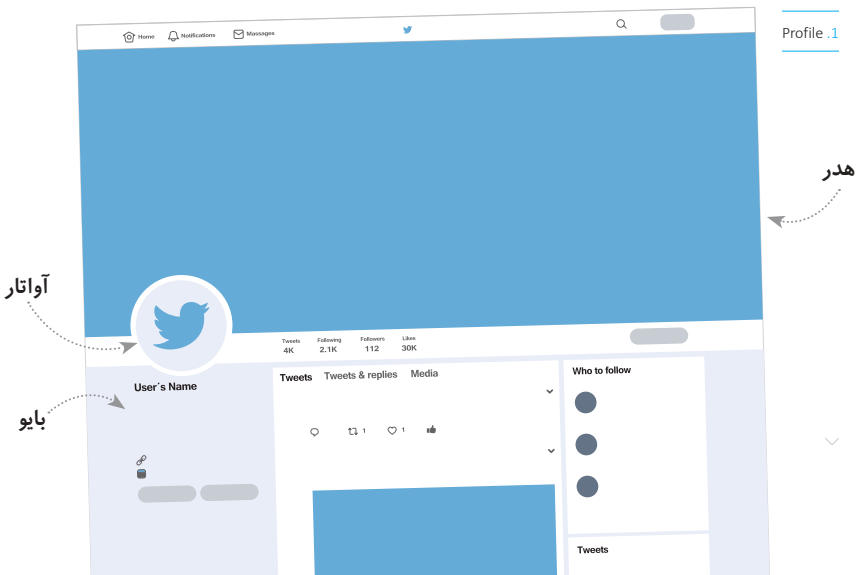 1. Profile
Home Notifications Massages
هدر
آواتار
Tweets Following Followers Likes
4K 2.1K 112 30K
User´s Name
بایو
Tweets Tweets & replies Media
1 1
Who to follow
Tweets